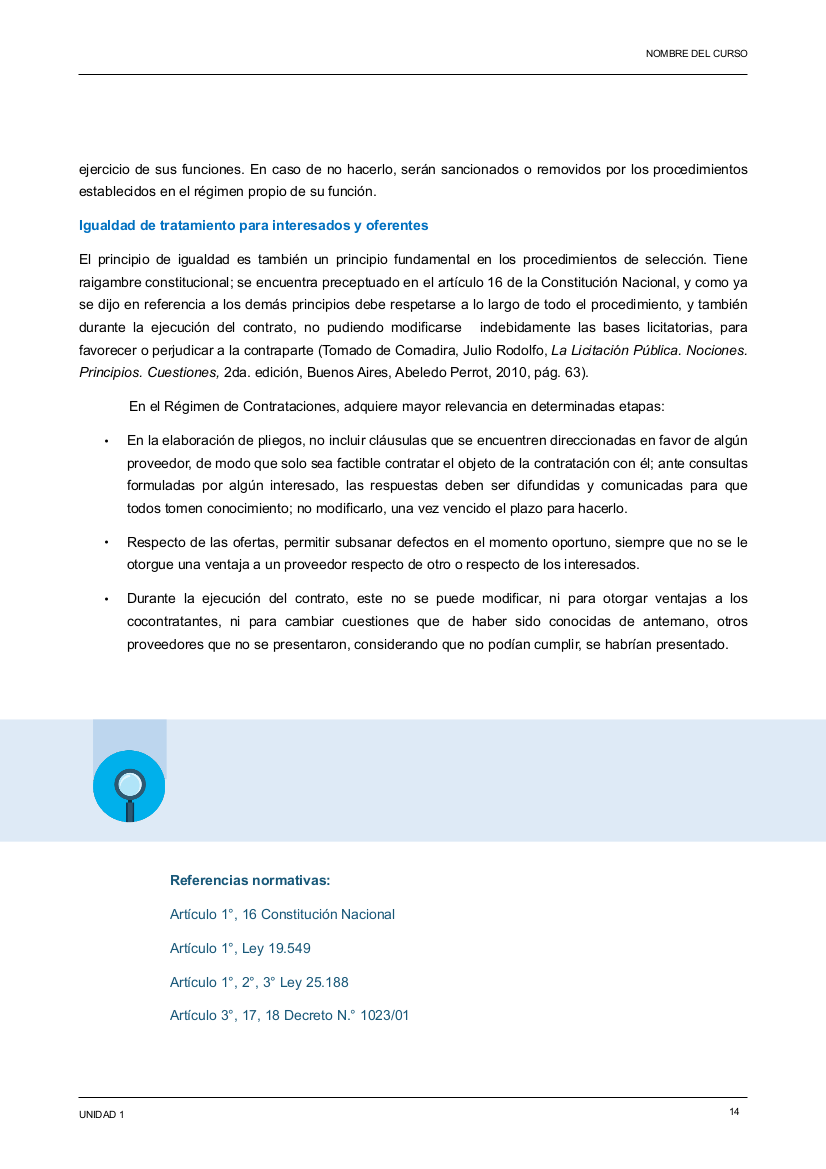 NOMBRE DEL CURSO
ejercicio de sus funciones. En caso de no hacerlo, serán sancionados o removidos por los procedimientos
establecidos en el régimen propio de su función.
Igualdad de tratamiento para interesados y oferentes
El principio de igualdad es también un principio fundamental en los procedimientos de selección. Tiene
raigambre constitucional; se encuentra preceptuado en el artículo 16 de la Constitución Nacional, y como ya
se dijo en referencia a los demás principios debe respetarse a lo largo de todo el procedimiento, y también
durante la ejecución del contrato, no pudiendo modificarse indebidamente las bases licitatorias, para
favorecer o perjudicar a la contraparte (Tomado de Comadira, Julio Rodolfo, La Licitación Pública. Nociones.
Principios. Cuestiones, 2da. edición, Buenos Aires, Abeledo Perrot, 2010, pág. 63).
En el Régimen de Contrataciones, adquiere mayor relevancia en determinadas etapas:
• En la elaboración de pliegos, no incluir cláusulas que se encuentren direccionadas en favor de algún
proveedor, de modo que solo sea factible contratar el objeto de la contratación con él; ante consultas
formuladas por algún interesado, las respuestas deben ser difundidas y comunicadas para que
todos tomen conocimiento; no modificarlo, una vez vencido el plazo para hacerlo.
• Respecto de las ofertas, permitir subsanar defectos en el momento oportuno, siempre que no se le
otorgue una ventaja a un proveedor respecto de otro o respecto de los interesados.
• Durante la ejecución del contrato, este no se puede modificar, ni para otorgar ventajas a los
cocontratantes, ni para cambiar cuestiones que de haber sido conocidas de antemano, otros
proveedores que no se presentaron, considerando que no podían cumplir, se habrían presentado.
Referencias normativas:
Artículo 1°, 16 Constitución Nacional
Artículo 1°, Ley 19.549
Artículo 1°, 2°, 3° Ley 25.188
Artículo 3°, 17, 18 Decreto N.° 1023/01
UNIDAD 1
14